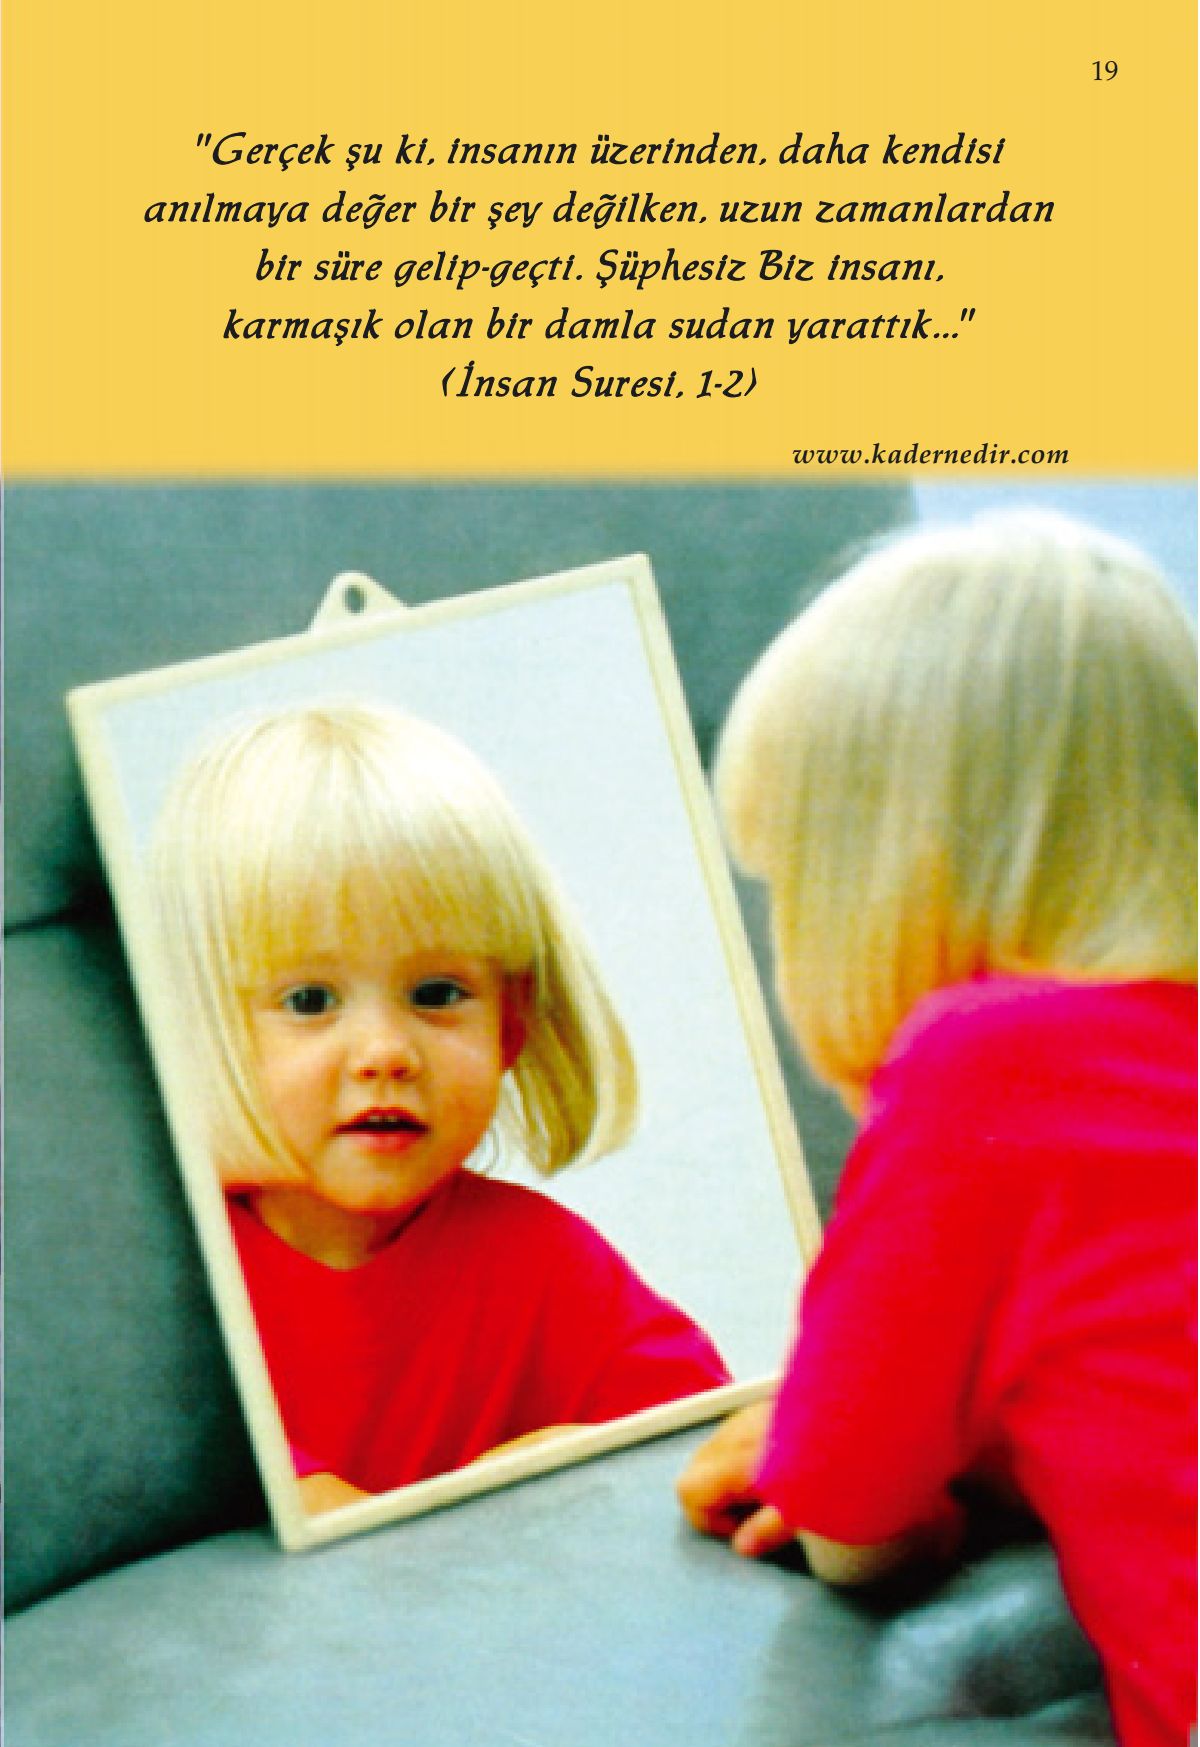 19
"Gerçek şu ki, insanın üzerinden, daha kendisi
anılmaya değer bir şey değilken, uzun zamanlardan
bir süre gelip-geçti. Şüphesiz Biz insanı,
karmaşık olan bir damla sudan yarattık..."
(İnsan Suresi, 1-2)
www.kadernedir.com